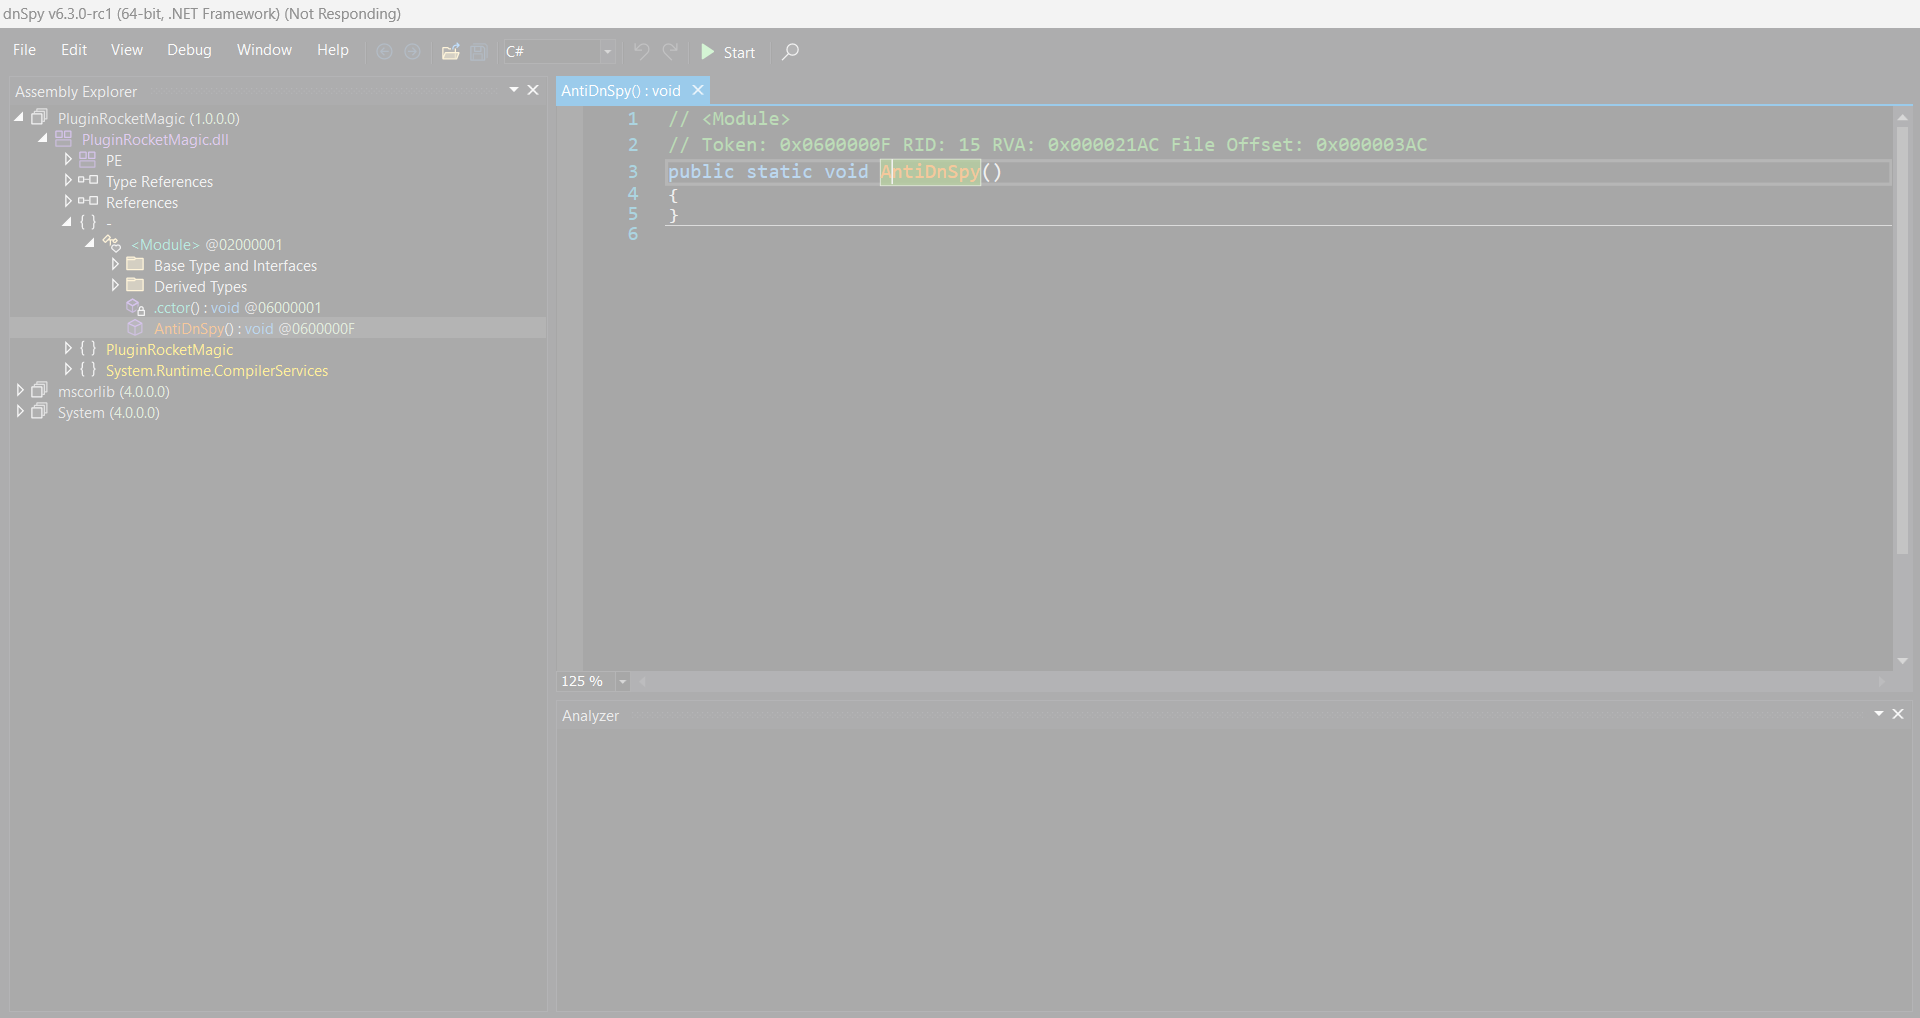 dnSpy v6.3.0-rc1 (64-bit, .NET Framework) (Not Responding)
File Edit View Debug Window Help C# Start
Assembly Explorer
PluginRocketMagic (1.0.0.0)
PluginRocketMagic.dll
PE
Type References
References
{ } -
<Module> @02000001
Base Type and Interfaces
Derived Types
.cctor() : void @06000001
AntiDnSpy() : void @0600000F
{ } PluginRocketMagic
{ } System.Runtime.CompilerServices
mscorlib (4.0.0.0)
System (4.0.0.0)
AntiDnSpy() : void
1 // <Module>
2 // Token: 0x0600000F RID: 15 RVA: 0x000021AC File Offset: 0x000003AC
3 public static void AntiDnSpy()
4 {
5 }
6
125 %
Analyzer